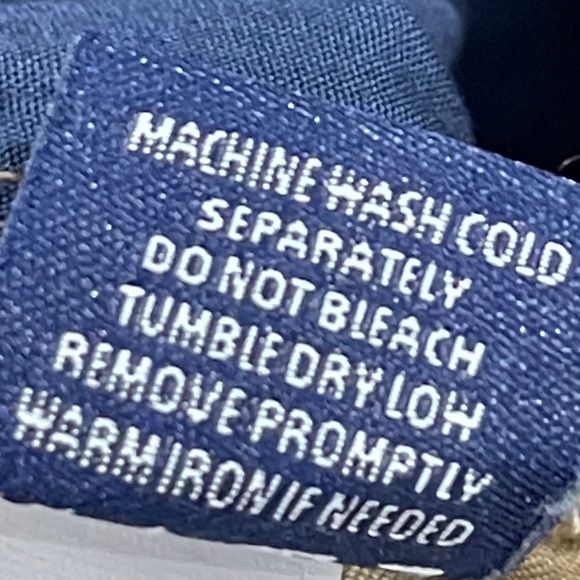 MACHINE WASH COLD
SEPARATELY
DO NOT BLEACH
TUMBLE DRY LOW
REMOVE PROMPTLY
WARM IRON IF NEEDED